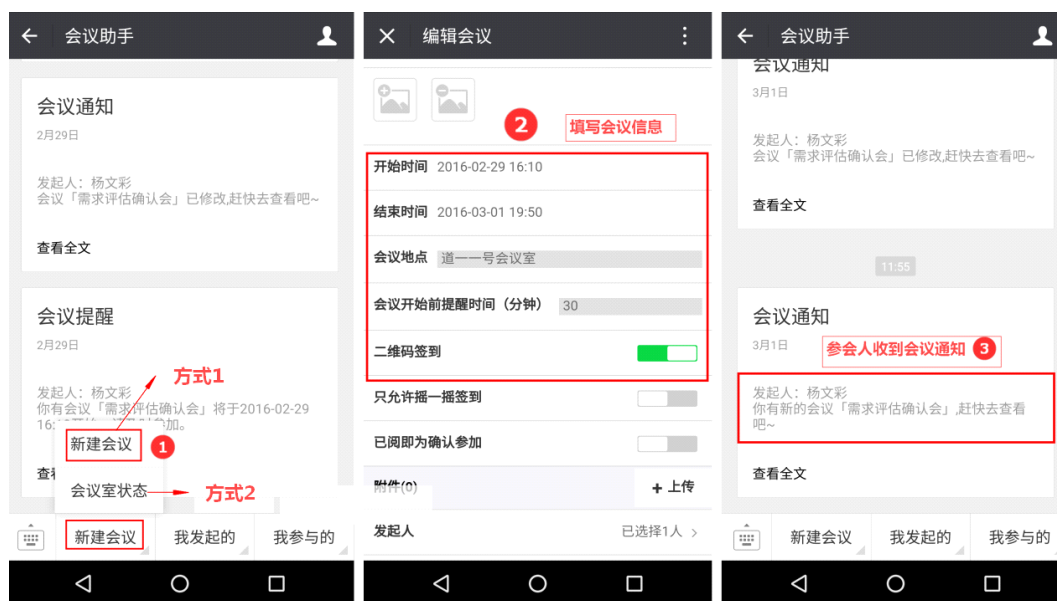 会议助手
会议通知
2月29日
发起人：杨文彩
会议「需求评估确认会」已修改,赶快去查看吧~
查看全文
会议提醒
2月29日
方式1
发起人：杨文彩
你有会议「需求评估确认会」将于2016-02-29
16:
参加。
新建会议
1
查看
会议室状态
方式2
新建会议
我发起的
我参与的
编辑会议
2
填写会议信息
开始时间 2016-02-29 16:10
结束时间 2016-03-01 19:50
会议地点 道一一号会议室
会议开始前提醒时间（分钟） 30
二维码签到
只允许摇一摇签到
已阅即为确认参加
附件(0)
+ 上传
发起人
已选择1人 >
会议助手
会议通知
3月1日
发起人：杨文彩
会议「需求评估确认会」已修改,赶快去查看吧~
查看全文
11:55
会议通知
3月1日
参会人收到会议通知 3
发起人：杨文彩
你有新的会议「需求评估确认会」,赶快去查看
吧~
查看全文
新建会议
我发起的
我参与的